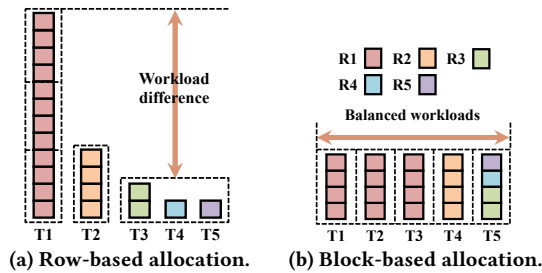 Workload
difference
T1 T2 T3 T4 T5
(a) Row-based allocation.
R1 R2 R3
R4 R5
Balanced workloads
T1 T2 T3 T4 T5
(b) Block-based allocation.